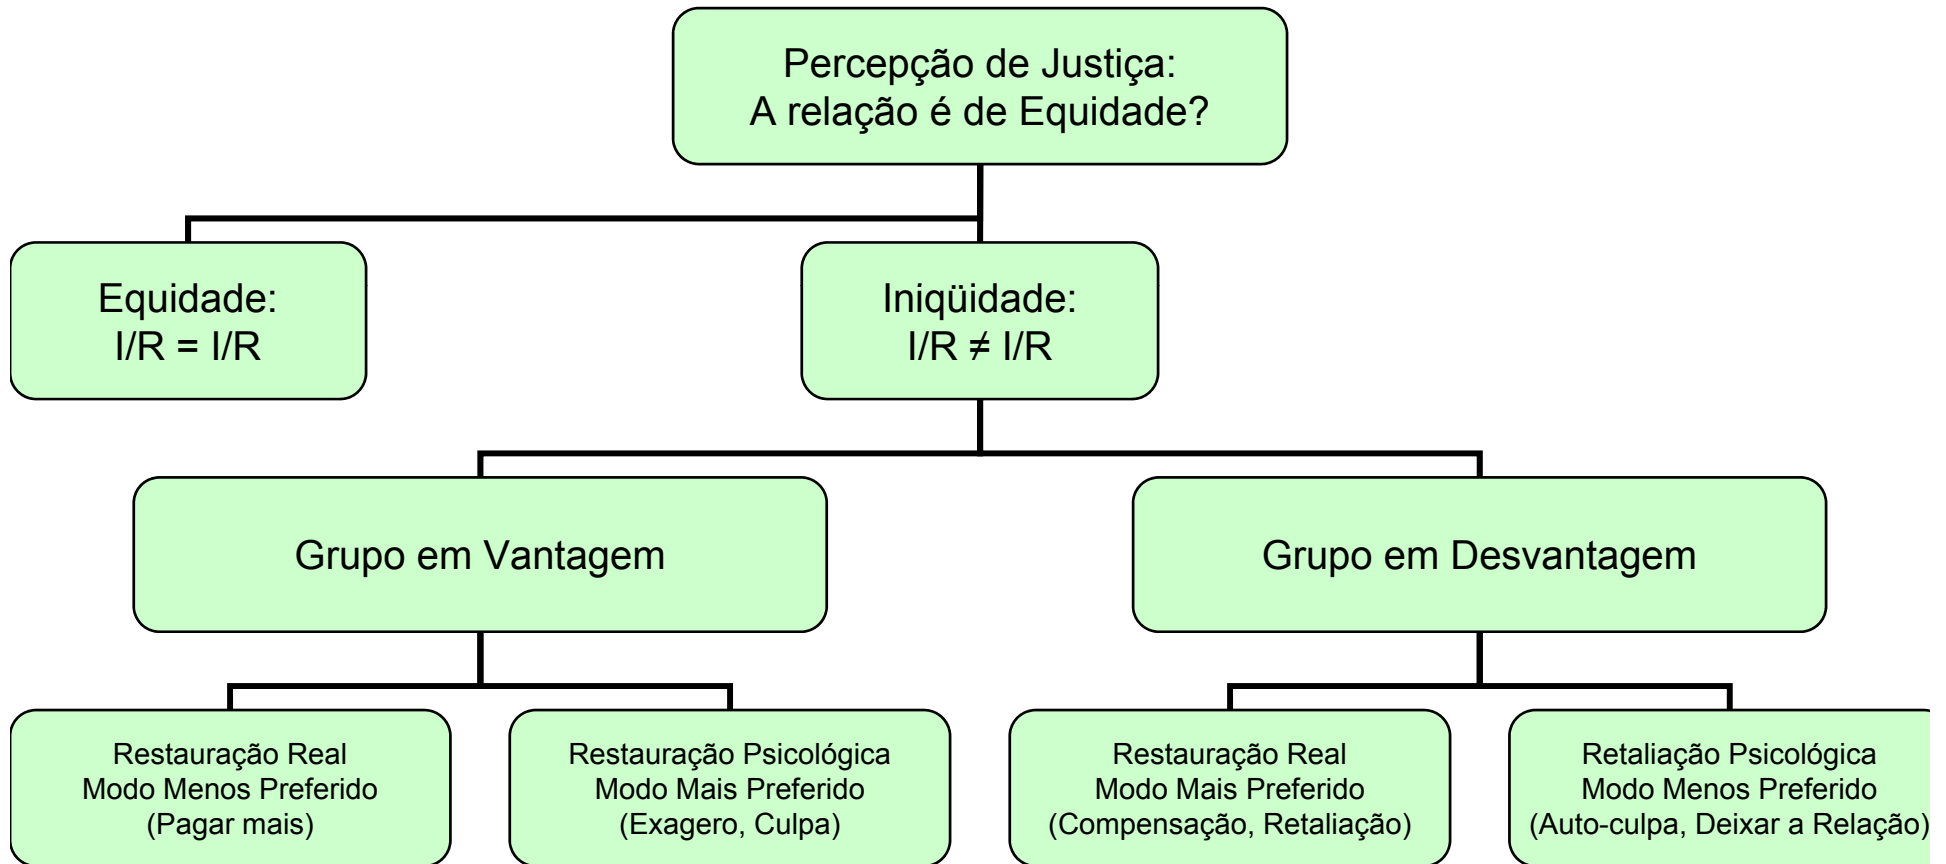 Percepção de Justiça:
A relação é de Equidade?
Equidade:
I/R = I/R
Iniqüidade:
I/R ≠ I/R
Grupo em Vantagem
Grupo em Desvantagem
Restauração Real
Modo Menos Preferido
(Pagar mais)
Restauração Psicológica
Modo Mais Preferido
(Exagero, Culpa)
Restauração Real
Modo Mais Preferido
(Compensação, Retaliação)
Retaliação Psicológica
Modo Menos Preferido
(Auto-culpa, Deixar a Relação)